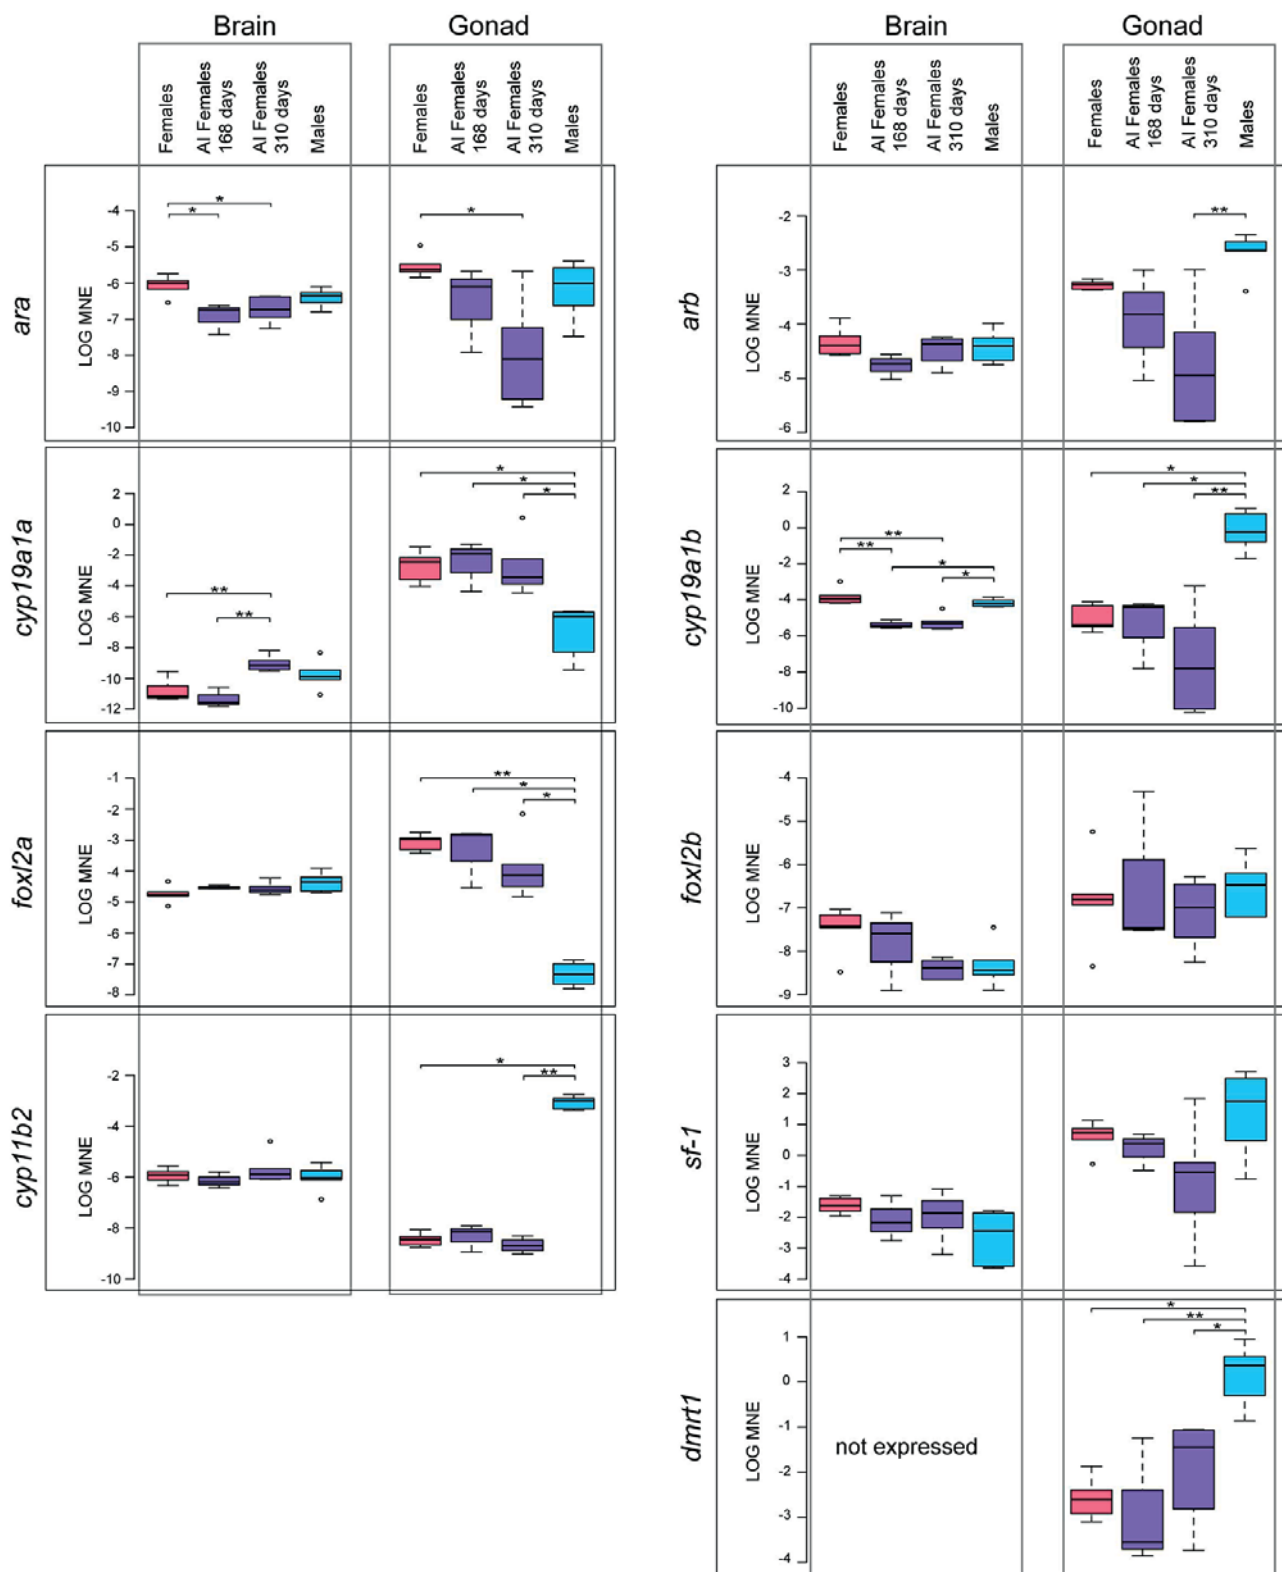 Brain
Gonad
Females
AI Females
168 days
AI Females
310 days
Males
Females
AI Females
168 days
AI Females
310 days
Males
ara
LOG MNE
-4
-5
-6
-7
-8
-9
-10
*
*
*
cyp19a1a
LOG MNE
2
0
-2
-4
-6
-8
-10
-12
**
**
*
*
*
foxl2a
LOG MNE
-1
-2
-3
-4
-5
-6
-7
-8
**
*
*
cyp11b2
LOG MNE
-2
-4
-6
-8
-10
*
**
Brain
Gonad
Females
AI Females
168 days
AI Females
310 days
Males
Females
AI Females
168 days
AI Females
310 days
Males
arb
LOG MNE
-2
-3
-4
-5
-6
**
cyp19a1b
LOG MNE
2
0
-2
-4
-6
-8
-10
**
**
*
*
*
*
**
foxl2b
LOG MNE
-4
-5
-6
-7
-8
-9
sf-1
LOG MNE
3
2
1
0
-1
-2
-3
-4
dmrt1
LOG MNE
1
0
-1
-2
-3
-4
not expressed
*
**
*